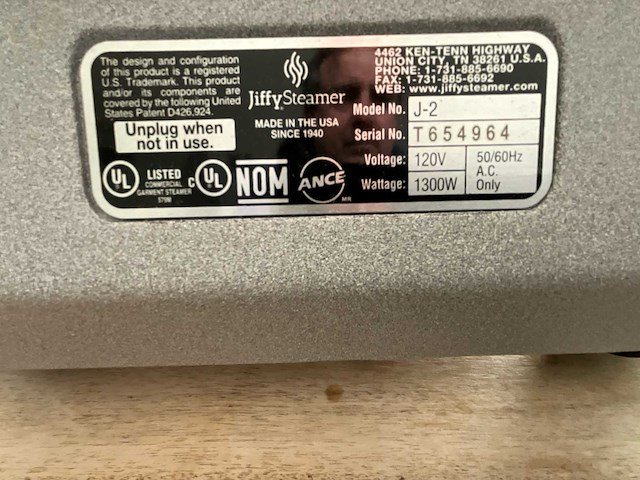 The design and configuration
of this product is a registered
U.S. Trademark. This product
and/or its components are
covered by the following United
States Patent D426,924.
Unplug when
not in use.
UL LISTED
COMMERCIAL
GARMENT STEAMER
579M
C UL
NOM
ANCE
MR
JiffySteamer
MADE IN THE USA
SINCE 1940
4462 KEN-TENN HIGHWAY
UNION CITY, TN 38261 U.S.A.
PHONE: 1-731-885-6690
FAX: 1-731-885-6692
WEB: www.jiffysteamer.com
Model No. J-2
Serial No. T654964
Voltage: 120V 50/60Hz
A.C.
Wattage: 1300W Only